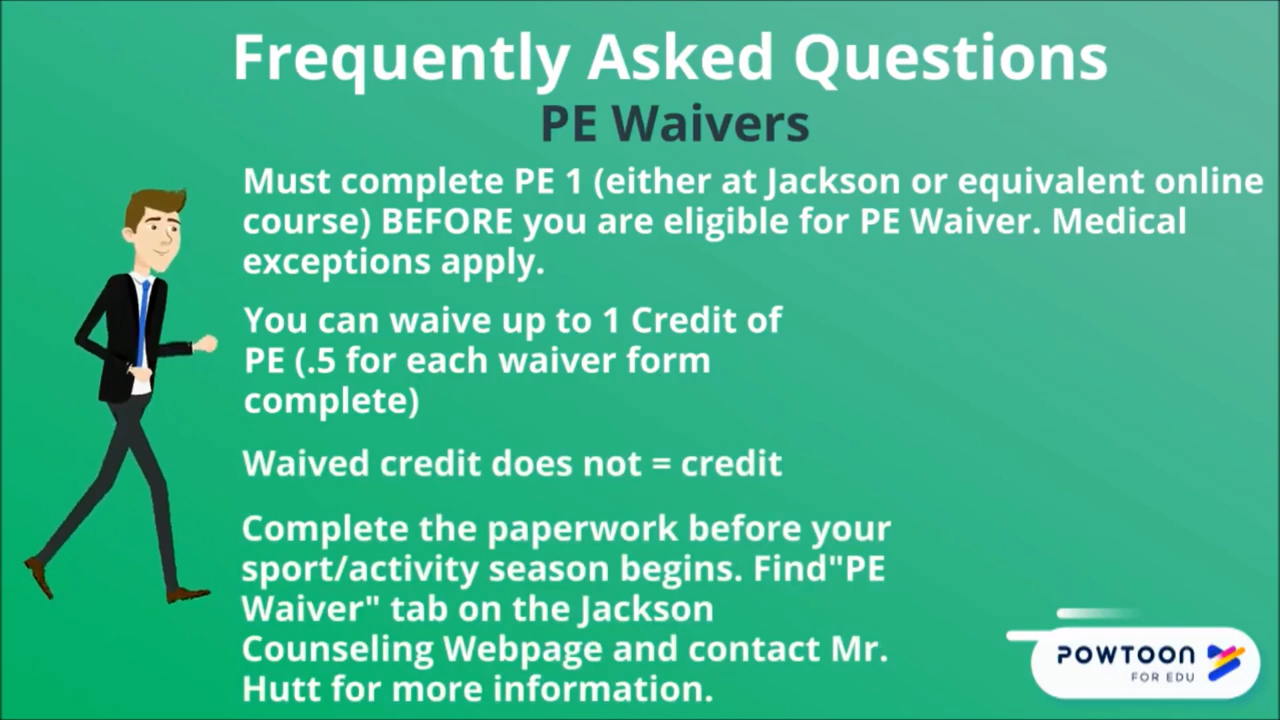 Frequently Asked Questions
PE Waivers
Must complete PE 1 (either at Jackson or equivalent online
course) BEFORE you are eligible for PE Waiver. Medical
exceptions apply.
You can waive up to 1 Credit of
PE (.5 for each waiver form
complete)
Waived credit does not = credit
Complete the paperwork before your
sport/activity season begins. Find"PE
Waiver" tab on the Jackson
Counseling Webpage and contact Mr.
Hutt for more information.
POWTOON
FOR EDU